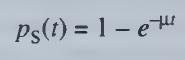 pS(t) = 1 − e^−μt